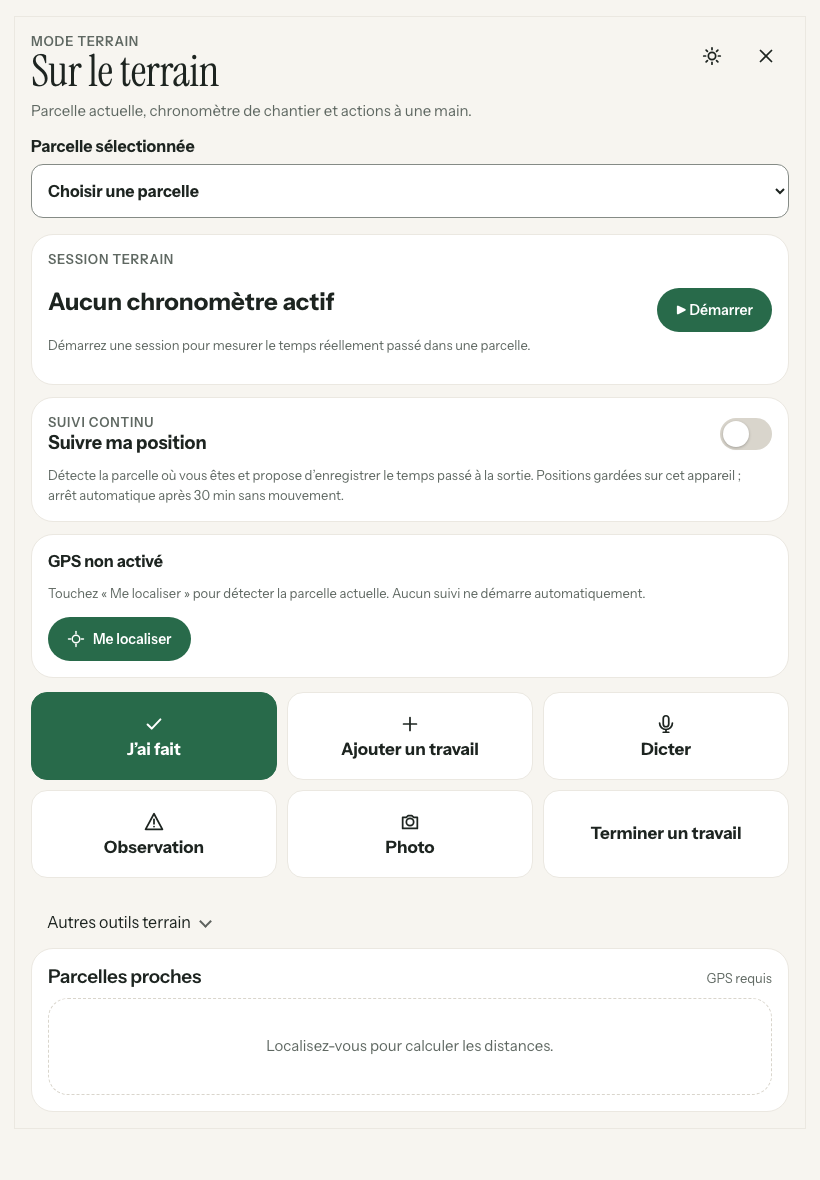 MODE TERRAIN
Sur le terrain
Parcelle actuelle, chronomètre de chantier et actions à une main.
Parcelle sélectionnée
Choisir une parcelle
SESSION TERRAIN
Aucun chronomètre actif
Démarrer
Démarrez une session pour mesurer le temps réellement passé dans une parcelle.
SUIVI CONTINU
Suivre ma position
Détecte la parcelle où vous êtes et propose d’enregistrer le temps passé à la sortie. Positions gardées sur cet appareil ;
arrêt automatique après 30 min sans mouvement.
GPS non activé
Touchez « Me localiser » pour détecter la parcelle actuelle. Aucun suivi ne démarre automatiquement.
Me localiser
J’ai fait
Ajouter un travail
Dicter
Observation
Photo
Terminer un travail
Autres outils terrain
Parcelles proches
GPS requis
Localisez-vous pour calculer les distances.